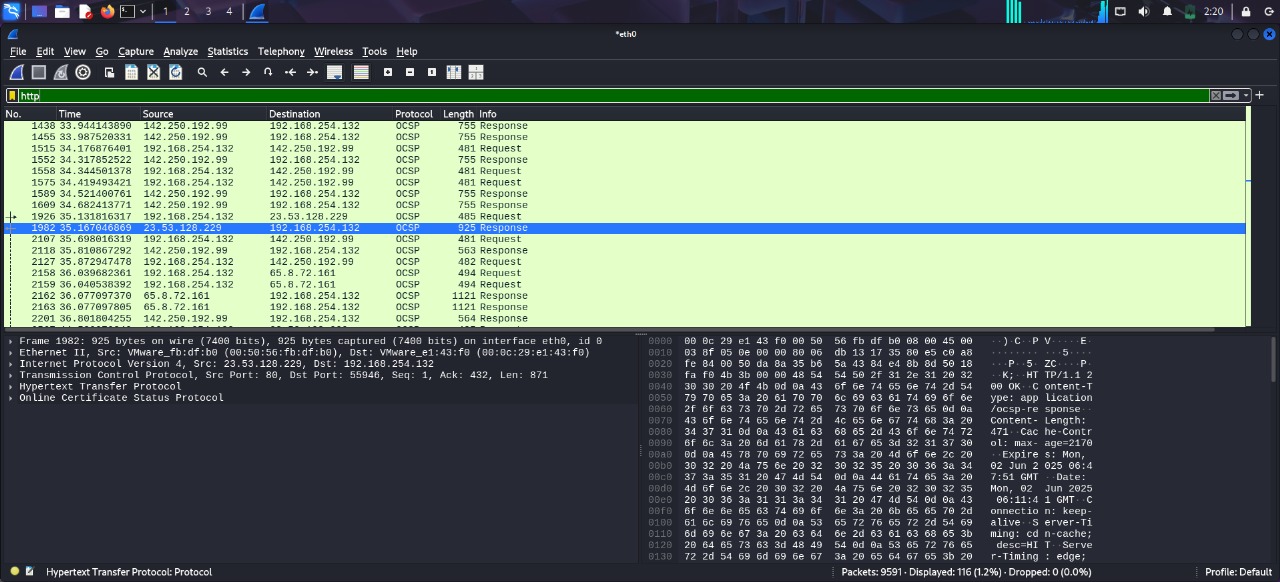 1 2 3 4 2:20
*eth0
File Edit View Go Capture Analyze Statistics Telephony Wireless Tools Help
http
No. Time Source Destination Protocol Length Info
1438 33.944143890 142.250.192.99 192.168.254.132 OCSP 755 Response
1455 33.987520331 142.250.192.99 192.168.254.132 OCSP 755 Response
1515 34.176876401 192.168.254.132 142.250.192.99 OCSP 481 Request
1552 34.317852522 142.250.192.99 192.168.254.132 OCSP 755 Response
1558 34.344501378 192.168.254.132 142.250.192.99 OCSP 481 Request
1575 34.419493421 192.168.254.132 142.250.192.99 OCSP 481 Request
1589 34.521400761 142.250.192.99 192.168.254.132 OCSP 755 Response
1609 34.682413771 142.250.192.99 192.168.254.132 OCSP 755 Response
1926 35.131816317 192.168.254.132 23.53.128.229 OCSP 485 Request
1982 35.167046869 23.53.128.229 192.168.254.132 OCSP 925 Response
2107 35.698016319 192.168.254.132 142.250.192.99 OCSP 481 Request
2118 35.810867292 142.250.192.99 192.168.254.132 OCSP 563 Response
2127 35.872947478 192.168.254.132 142.250.192.99 OCSP 482 Request
2158 36.039682361 192.168.254.132 65.8.72.161 OCSP 494 Request
2159 36.040538392 192.168.254.132 65.8.72.161 OCSP 494 Request
2162 36.077097370 65.8.72.161 192.168.254.132 OCSP 1121 Response
2163 36.077097805 65.8.72.161 192.168.254.132 OCSP 1121 Response
2201 36.801804255 142.250.192.99 192.168.254.132 OCSP 564 Response
Frame 1982: 925 bytes on wire (7400 bits), 925 bytes captured (7400 bits) on interface eth0, id 0
Ethernet II, Src: VMware_fb:df:b0 (00:50:56:fb:df:b0), Dst: VMware_e1:43:f0 (00:0c:29:e1:43:f0)
Internet Protocol Version 4, Src: 23.53.128.229, Dst: 192.168.254.132
Transmission Control Protocol, Src Port: 80, Dst Port: 55946, Seq: 1, Ack: 432, Len: 871
Hypertext Transfer Protocol
Online Certificate Status Protocol
0000 00 0c 29 e1 43 f0 00 50 56 fb df b0 08 00 45 00 ··)·C··P V·····E·
0010 03 8f 05 0e 00 00 80 06 db 13 17 35 80 e5 c0 a8 ········ ···5····
0020 fe 84 00 50 da 8a 35 b6 5a 43 84 e4 8b 8d 50 18 ···P··5· ZC····P·
0030 fa f0 4b 3b 00 00 48 54 54 50 2f 31 2e 31 20 32 ··K;··HT TP/1.1 2
0040 30 30 20 4f 4b 0d 0a 43 6f 6e 74 65 6e 74 2d 54 00 OK··C ontent-T
0050 79 70 65 3a 20 61 70 70 6c 69 63 61 74 69 6f 6e ype: app lication
0060 2f 6f 63 73 70 2d 72 65 73 70 6f 6e 73 65 0d 0a /ocsp-re sponse··
0070 43 6f 6e 74 65 6e 74 2d 4c 65 6e 67 74 68 3a 20 Content- Length:
0080 34 37 31 0d 0a 43 61 63 68 65 2d 43 6f 6e 74 72 471··Cac he-Contr
0090 6f 6c 3a 20 6d 61 78 2d 61 67 65 3d 32 31 37 30 ol: max- age=2170
00a0 0d 0a 45 78 70 69 72 65 73 3a 20 4d 6f 6e 2c 20 ··Expire s: Mon,
00b0 30 32 20 4a 75 6e 20 32 30 32 35 20 30 36 3a 34 02 Jun 2 025 06:4
00c0 37 3a 35 31 20 47 4d 54 0d 0a 44 61 74 65 3a 20 7:51 GMT ··Date:
00d0 4d 6f 6e 2c 20 30 32 20 4a 75 6e 20 32 30 32 35 Mon, 02 Jun 2025
00e0 20 30 36 3a 31 31 3a 34 31 20 47 4d 54 0d 0a 43 06:11:4 1 GMT··C
00f0 6f 6e 6e 65 63 74 69 6f 6e 3a 20 6b 65 65 70 2d onnectio n: keep-
0100 61 6c 69 76 65 0d 0a 53 65 72 76 65 72 2d 54 69 alive··S erver-Ti
0110 6d 69 6e 67 3a 20 63 64 6e 2d 63 61 63 68 65 3b ming: cd n-cache;
0120 20 64 65 73 63 3d 48 49 54 0d 0a 53 65 72 76 65 desc=HI T··Serve
0130 72 2d 54 69 6d 69 6e 67 3a 20 65 64 67 65 3b 20 r-Timing : edge;
Hypertext Transfer Protocol: Protocol Packets: 9591 · Displayed: 116 (1.2%) · Dropped: 0 (0.0%) Profile: Default